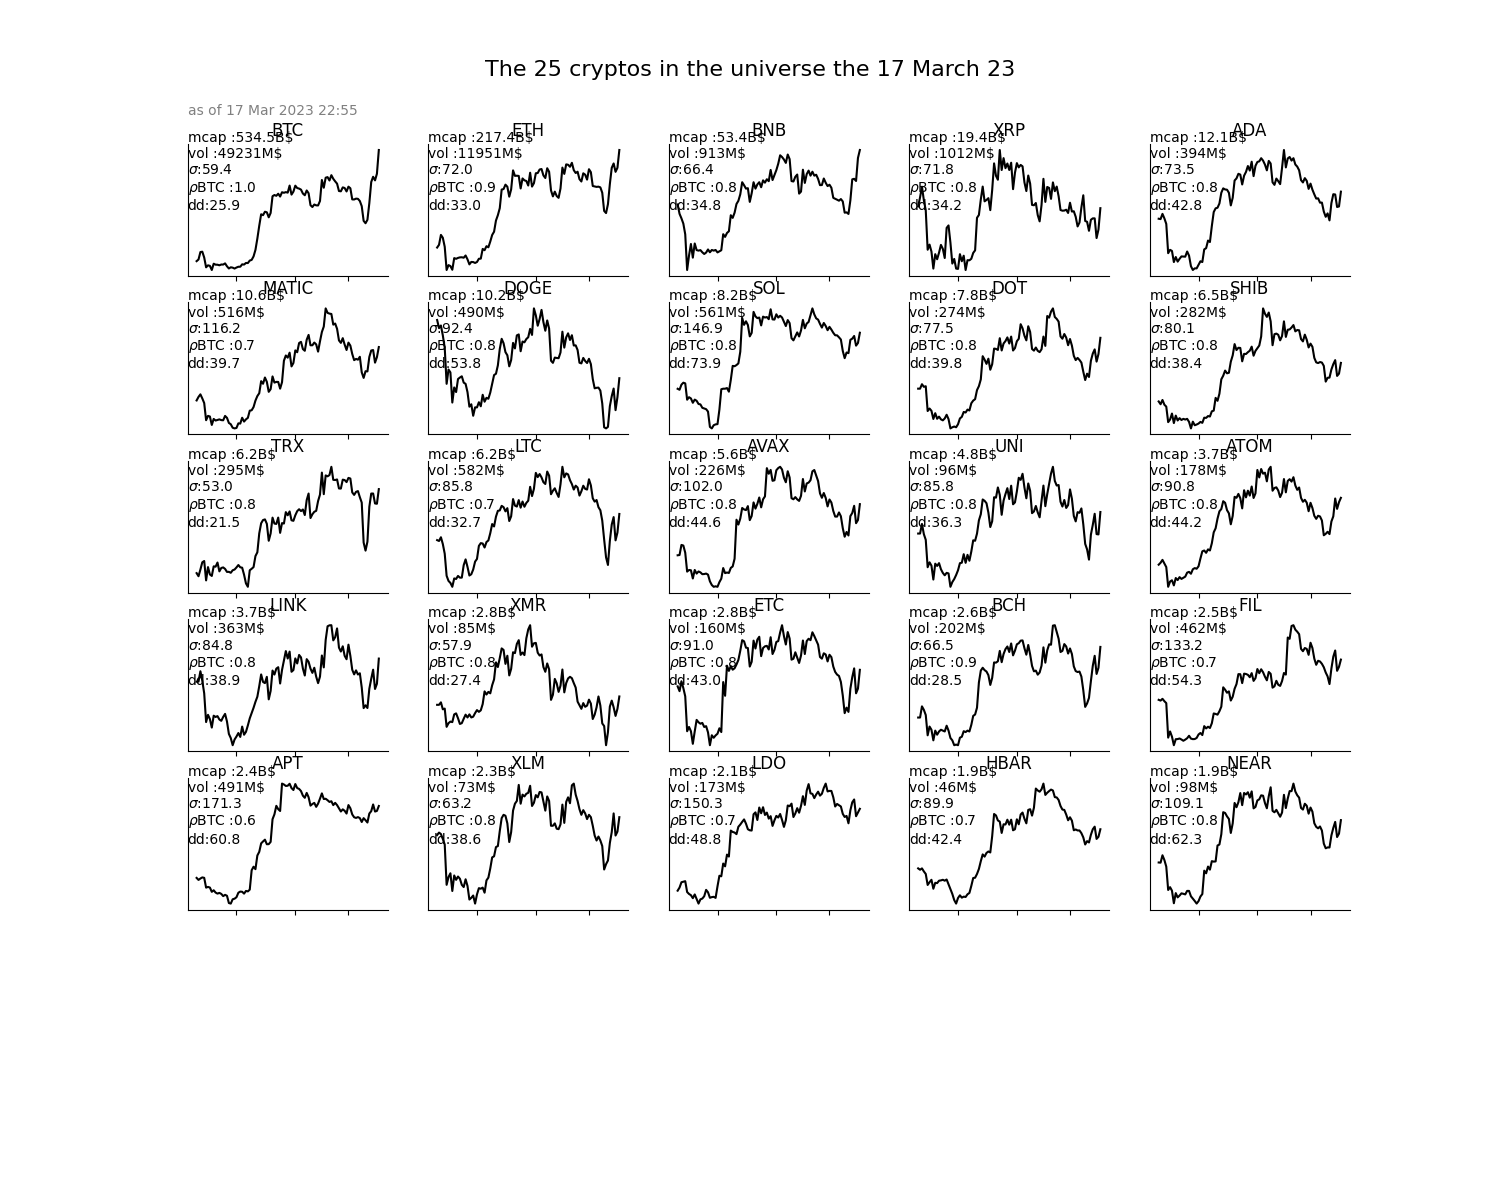 The 25 cryptos in the universe the 17 March 23
as of 17 Mar 2023 22:55
BTC
mcap :534.5B$
vol :49231M$
σ:59.4
ρBTC :1.0
dd:25.9
ETH
mcap :217.4B$
vol :11951M$
σ:72.0
ρBTC :0.9
dd:33.0
BNB
mcap :53.4B$
vol :913M$
σ:66.4
ρBTC :0.8
dd:34.8
XRP
mcap :19.4B$
vol :1012M$
σ:71.8
ρBTC :0.8
dd:34.2
ADA
mcap :12.1B$
vol :394M$
σ:73.5
ρBTC :0.8
dd:42.8
MATIC
mcap :10.6B$
vol :516M$
σ:116.2
ρBTC :0.7
dd:39.7
DOGE
mcap :10.2B$
vol :490M$
σ:92.4
ρBTC :0.8
dd:53.8
SOL
mcap :8.2B$
vol :561M$
σ:146.9
ρBTC :0.8
dd:73.9
DOT
mcap :7.8B$
vol :274M$
σ:77.5
ρBTC :0.8
dd:39.8
SHIB
mcap :6.5B$
vol :282M$
σ:80.1
ρBTC :0.8
dd:38.4
TRX
mcap :6.2B$
vol :295M$
σ:53.0
ρBTC :0.8
dd:21.5
LTC
mcap :6.2B$
vol :582M$
σ:85.8
ρBTC :0.7
dd:32.7
AVAX
mcap :5.6B$
vol :226M$
σ:102.0
ρBTC :0.8
dd:44.6
UNI
mcap :4.8B$
vol :96M$
σ:85.8
ρBTC :0.8
dd:36.3
ATOM
mcap :3.7B$
vol :178M$
σ:90.8
ρBTC :0.8
dd:44.2
LINK
mcap :3.7B$
vol :363M$
σ:84.8
ρBTC :0.8
dd:38.9
XMR
mcap :2.8B$
vol :85M$
σ:57.9
ρBTC :0.8
dd:27.4
ETC
mcap :2.8B$
vol :160M$
σ:91.0
ρBTC :0.8
dd:43.0
BCH
mcap :2.6B$
vol :202M$
σ:66.5
ρBTC :0.9
dd:28.5
FIL
mcap :2.5B$
vol :462M$
σ:133.2
ρBTC :0.7
dd:54.3
APT
mcap :2.4B$
vol :491M$
σ:171.3
ρBTC :0.6
dd:60.8
XLM
mcap :2.3B$
vol :73M$
σ:63.2
ρBTC :0.8
dd:38.6
LDO
mcap :2.1B$
vol :173M$
σ:150.3
ρBTC :0.7
dd:48.8
HBAR
mcap :1.9B$
vol :46M$
σ:89.9
ρBTC :0.7
dd:42.4
NEAR
mcap :1.9B$
vol :98M$
σ:109.1
ρBTC :0.8
dd:62.3